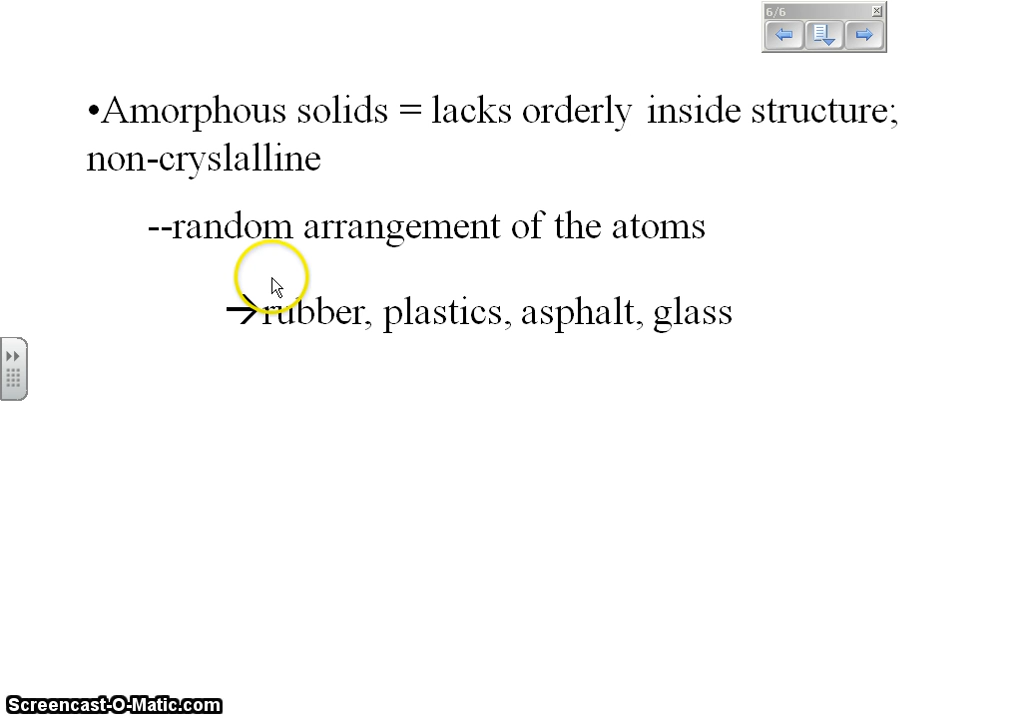 6/6
•Amorphous solids = lacks orderly inside structure;
non-cryslalline
--random arrangement of the atoms
→rubber, plastics, asphalt, glass
Screencast-O-Matic.com